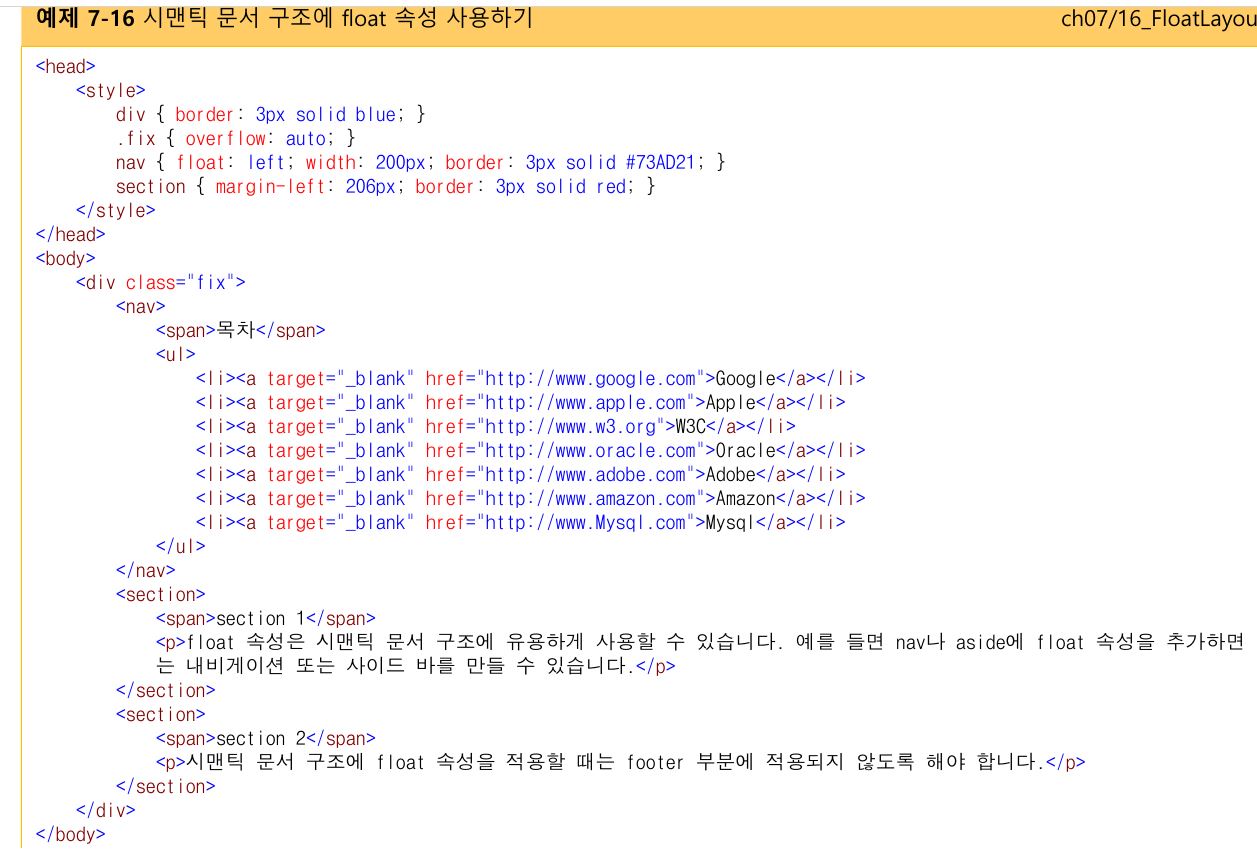 예제 7-16 시맨틱 문서 구조에 float 속성 사용하기 ch07/16_FloatLayou
<head>
<style>
div { border: 3px solid blue; }
.fix { overflow: auto; }
nav { float: left; width: 200px; border: 3px solid #73AD21; }
section { margin-left: 206px; border: 3px solid red; }
</style>
</head>
<body>
<div class="fix">
<nav>
<span>목차</span>
<ul>
<li><a target="_blank" href="http://www.google.com">Google</a></li>
<li><a target="_blank" href="http://www.apple.com">Apple</a></li>
<li><a target="_blank" href="http://www.w3.org">W3C</a></li>
<li><a target="_blank" href="http://www.oracle.com">Oracle</a></li>
<li><a target="_blank" href="http://www.adobe.com">Adobe</a></li>
<li><a target="_blank" href="http://www.amazon.com">Amazon</a></li>
<li><a target="_blank" href="http://www.Mysql.com">Mysql</a></li>
</ul>
</nav>
<section>
<span>section 1</span>
<p>float 속성은 시맨틱 문서 구조에 유용하게 사용할 수 있습니다. 예를 들면 nav나 aside에 float 속성을 추가하면
는 내비게이션 또는 사이드 바를 만들 수 있습니다.</p>
</section>
<section>
<span>section 2</span>
<p>시맨틱 문서 구조에 float 속성을 적용할 때는 footer 부분에 적용되지 않도록 해야 합니다.</p>
</section>
</div>
</body>